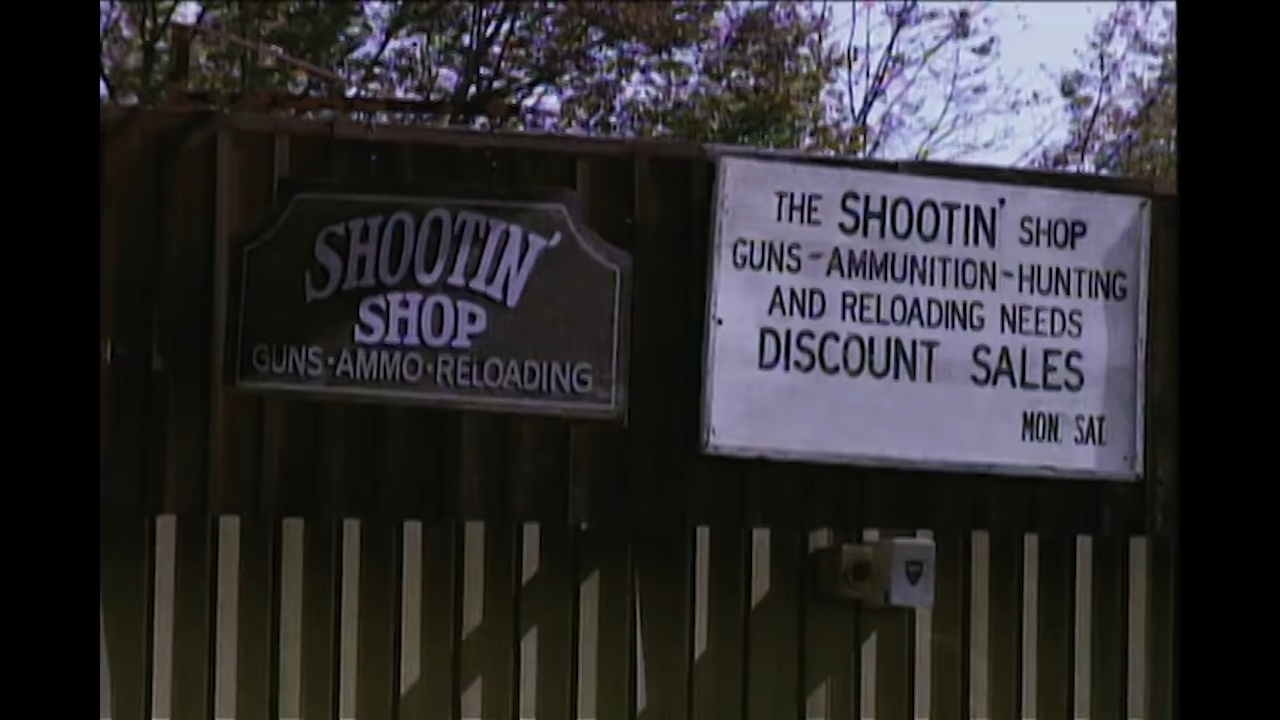 SHOOTIN'
SHOP
GUNS·AMMO·RELOADING
THE SHOOTIN' SHOP
GUNS-AMMUNITION-HUNTING
AND RELOADING NEEDS
DISCOUNT SALES
MON. SAT.